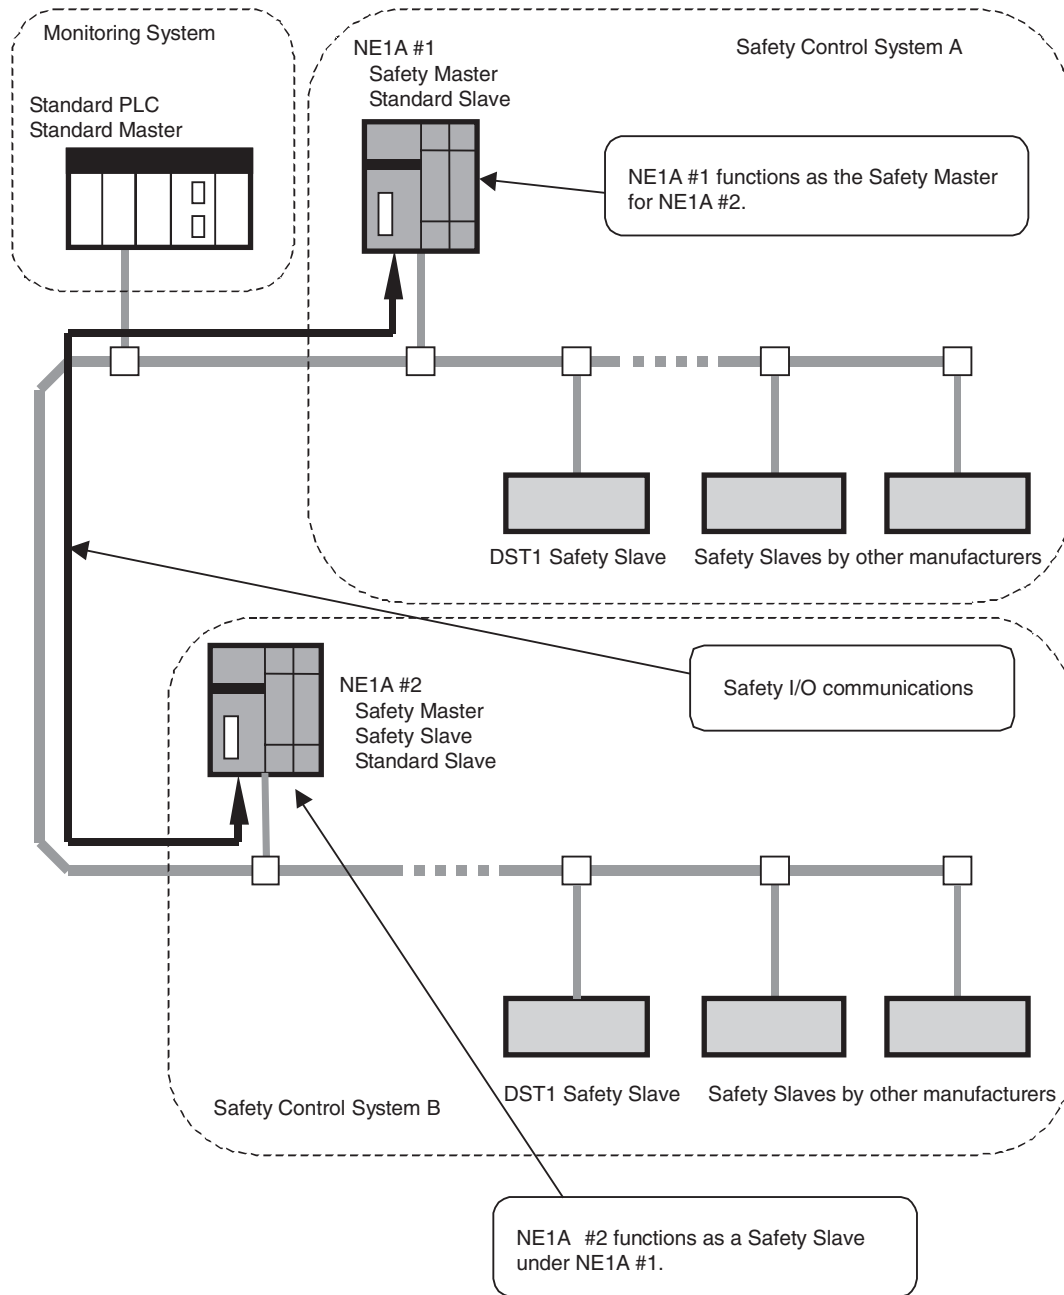 Monitoring System
Standard PLC
Standard Master
NE1A #1
Safety Master
Standard Slave
Safety Control System A
NE1A #1 functions as the Safety Master
for NE1A #2.
DST1 Safety Slave
Safety Slaves by other manufacturers
Safety I/O communications
NE1A #2
Safety Master
Safety Slave
Standard Slave
DST1 Safety Slave
Safety Slaves by other manufacturers
Safety Control System B
NE1A #2 functions as a Safety Slave
under NE1A #1.